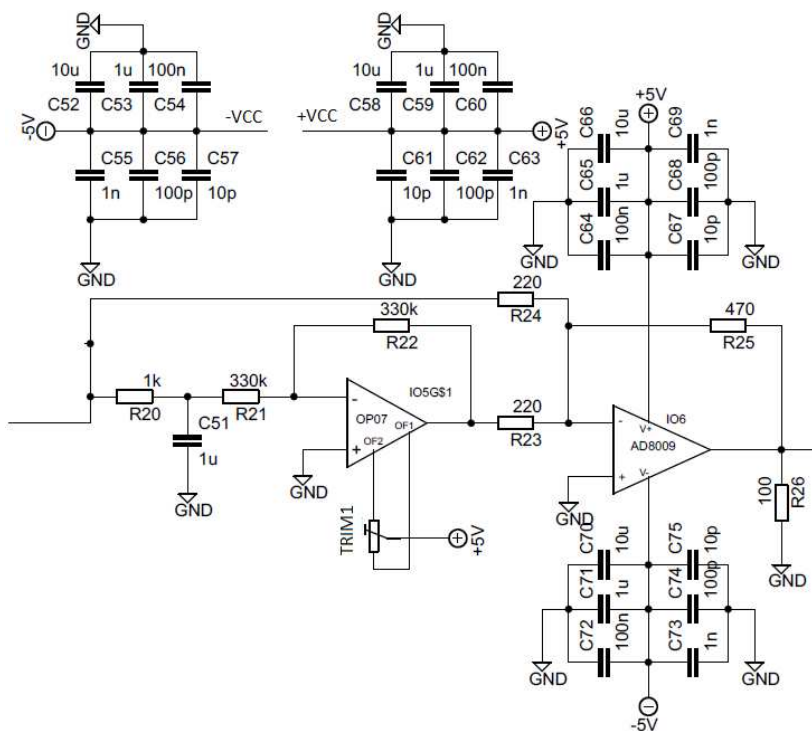 GND
10u 1u 100n
C52 C53 C54
-5V
-VCC
C55 C56 C57
1n 100p 10p
GND
GND
10u 1u 100n
C58 C59 C60
+VCC
+5V
C61 C62 C63
10p 100p 1n
GND
+5V
C66 10u C69 1n
C65 1u C68 100p
C64 100n C67 10p
GND GND
220
R24
330k
R22
470
R25
1k
R20
330k
R21
C51
1u
GND
-
OP07
IO5G$1
OF1
OF2
+
GND
TRIM1
+5V
220
R23
-
IO6
V+
AD8009
V-
+
GND
100
R26
GND
C70 10u C75 10p
C71 1u C74 100p
C72 100n C73 1n
GND GND
-5V